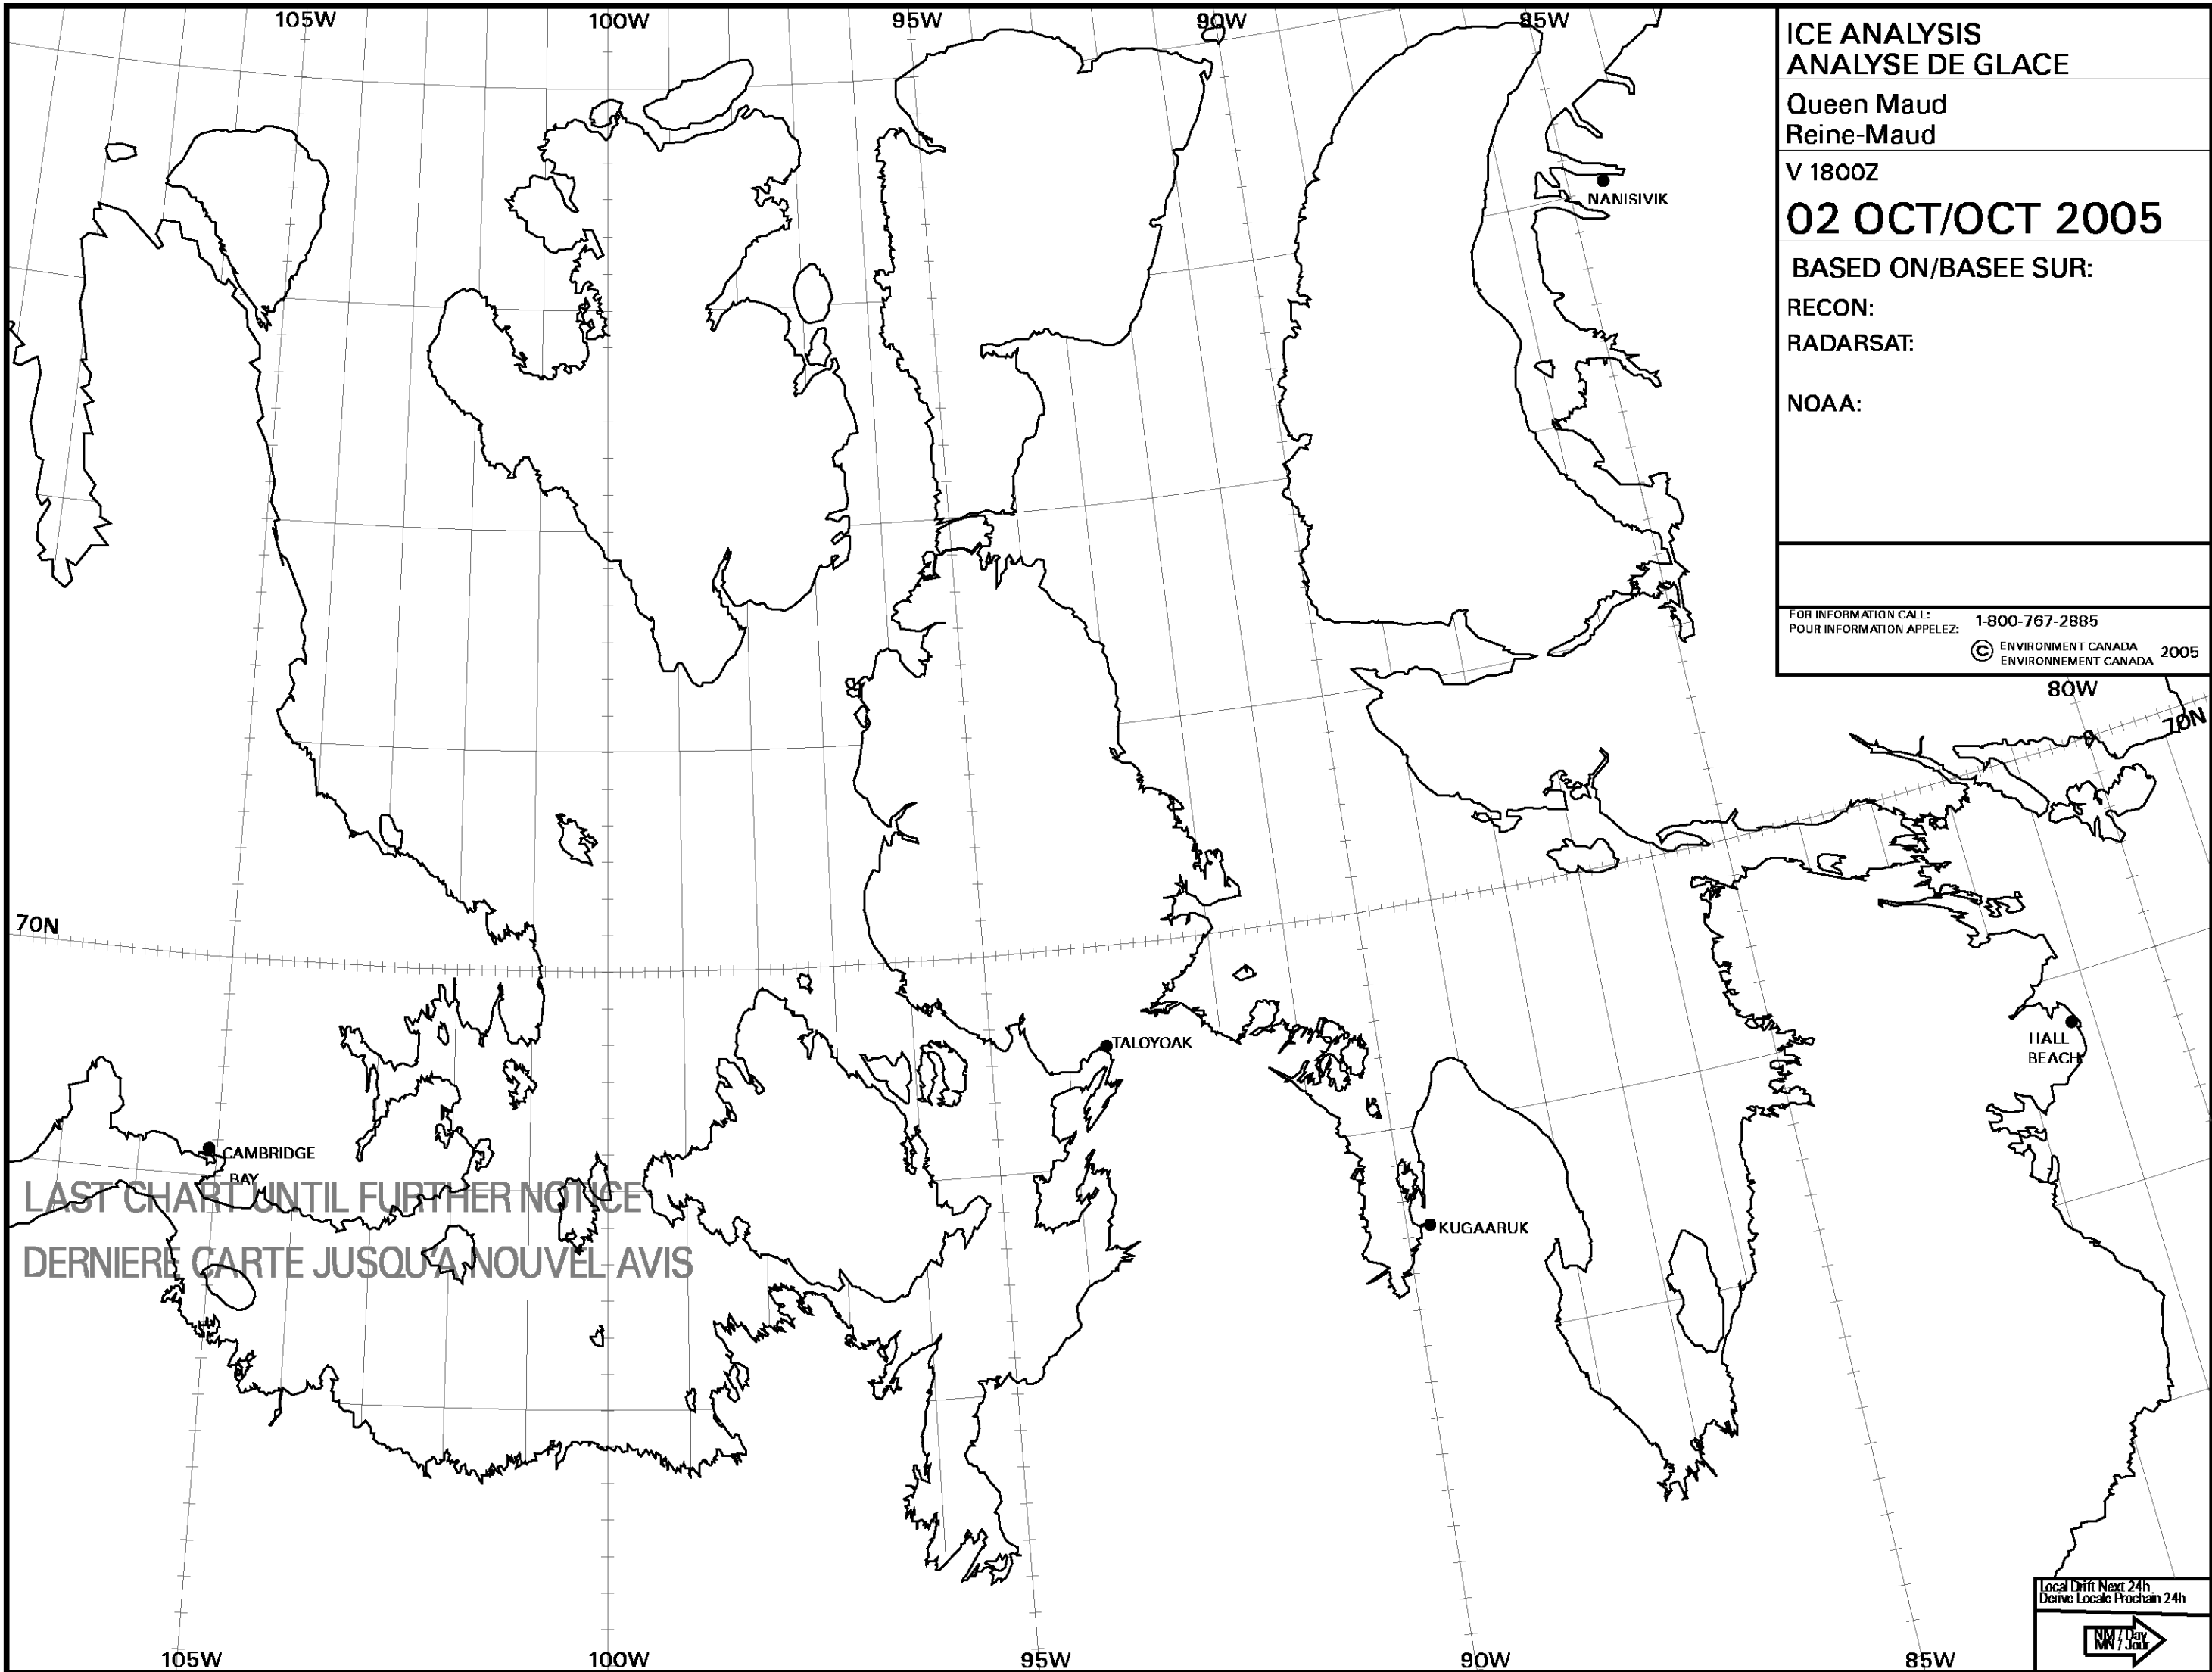 105W 100W 95W 90W 85W
ICE ANALYSIS
ANALYSE DE GLACE
Queen Maud
Reine-Maud
V 1800Z
02 OCT/OCT 2005
BASED ON/BASEE SUR:
RECON:
RADARSAT:
NOAA:
FOR INFORMATION CALL: 1-800-767-2885
POUR INFORMATION APPELEZ:
© ENVIRONMENT CANADA 2005
ENVIRONNEMENT CANADA
NANISIVIK
80W
70N
70N
HALL
BEACH
TALOYOAK
CAMBRIDGE
BAY
KUGAARUK
LAST CHART UNTIL FURTHER NOTICE
DERNIERE CARTE JUSQU'A NOUVEL AVIS
Local Drift Next 24h
Derive Locale Prochain 24h
NM / Day
MN / Jour
105W 100W 95W 90W 85W